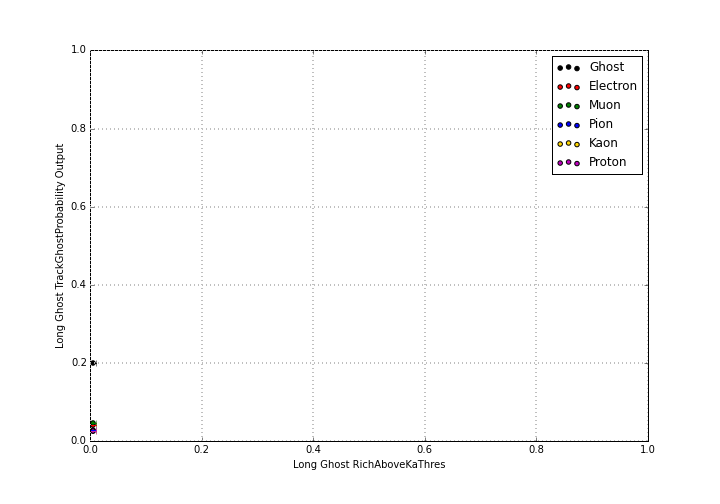 1.0
0.8
0.6
0.4
0.2
0.0
0.0 0.2 0.4 0.6 0.8 1.0
Long Ghost TrackGhostProbability Output
Long Ghost RichAboveKaThres
Ghost
Electron
Muon
Pion
Kaon
Proton